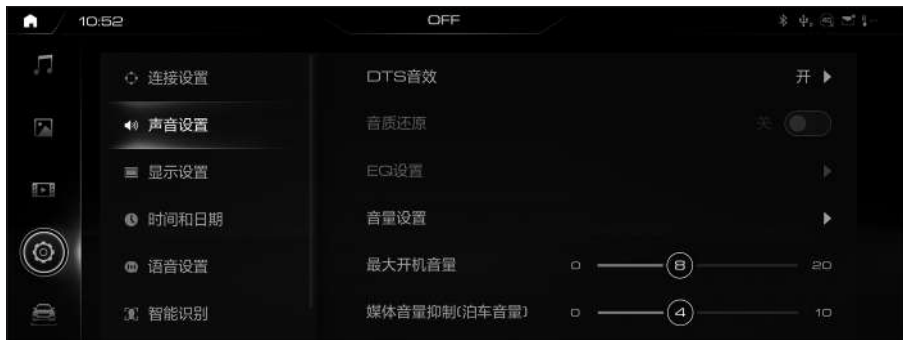 10:52
OFF
连接设置
声音设置
显示设置
时间和日期
语音设置
智能识别
DTS音效 开
音质还原 关
EQ设置
音量设置
最大开机音量 0 8 20
媒体音量抑制(泊车音量) 0 4 10